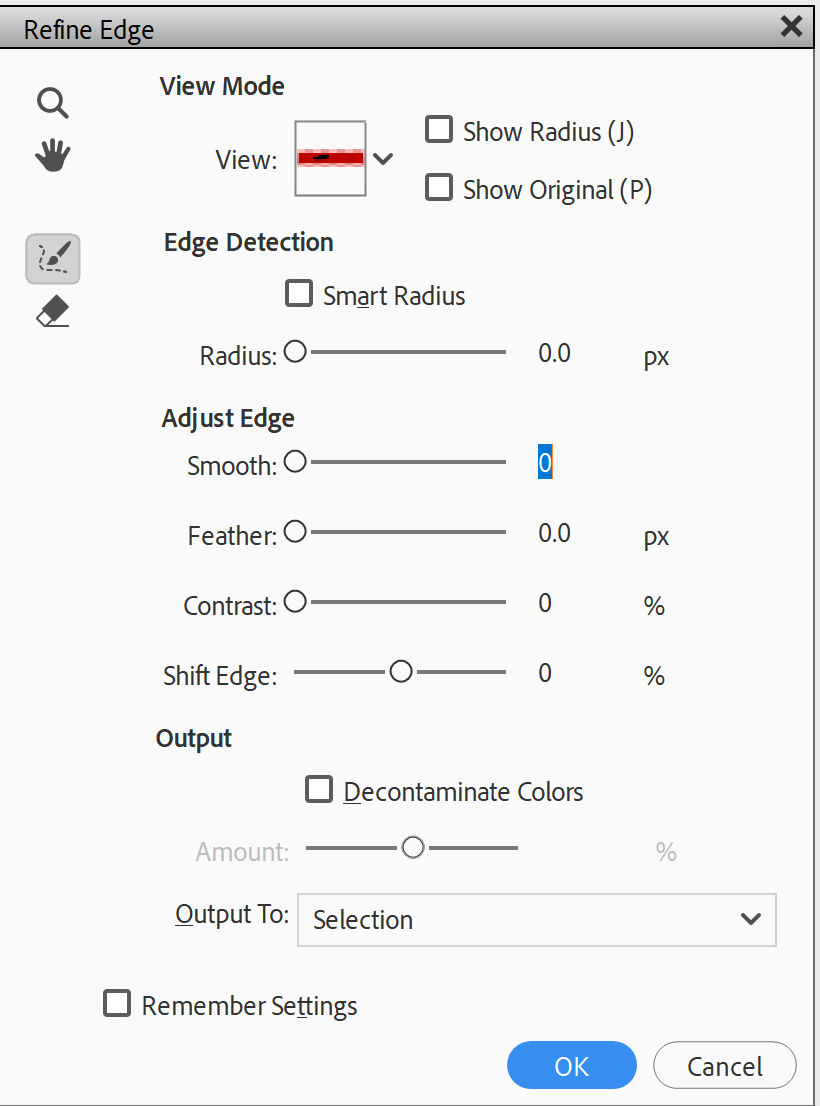 Refine Edge
View Mode
View:
Show Radius (J)
Show Original (P)
Edge Detection
Smart Radius
Radius: 0.0 px
Adjust Edge
Smooth: 0
Feather: 0.0 px
Contrast: 0 %
Shift Edge: 0 %
Output
Decontaminate Colors
Amount: %
Output To: Selection
Remember Settings
OK Cancel